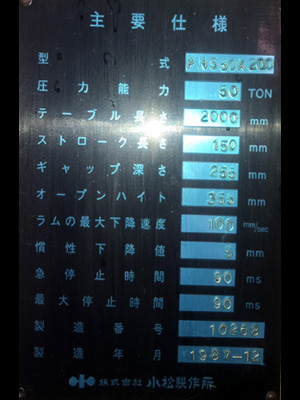 主要仕様
型式 PHS50X200
圧力能力 50 TON
テーブル長さ 2000 mm
ストローク長さ 150 mm
ギャップ深さ 255 mm
オープンハイト 355 mm
ラムの最大下降速度 100 mm/sec
慣性下降値 5 mm
急停止時間 90 ms
最大停止時間 90 ms
製造番号 10268
製造年月 1987-12
株式会社 小松製作所